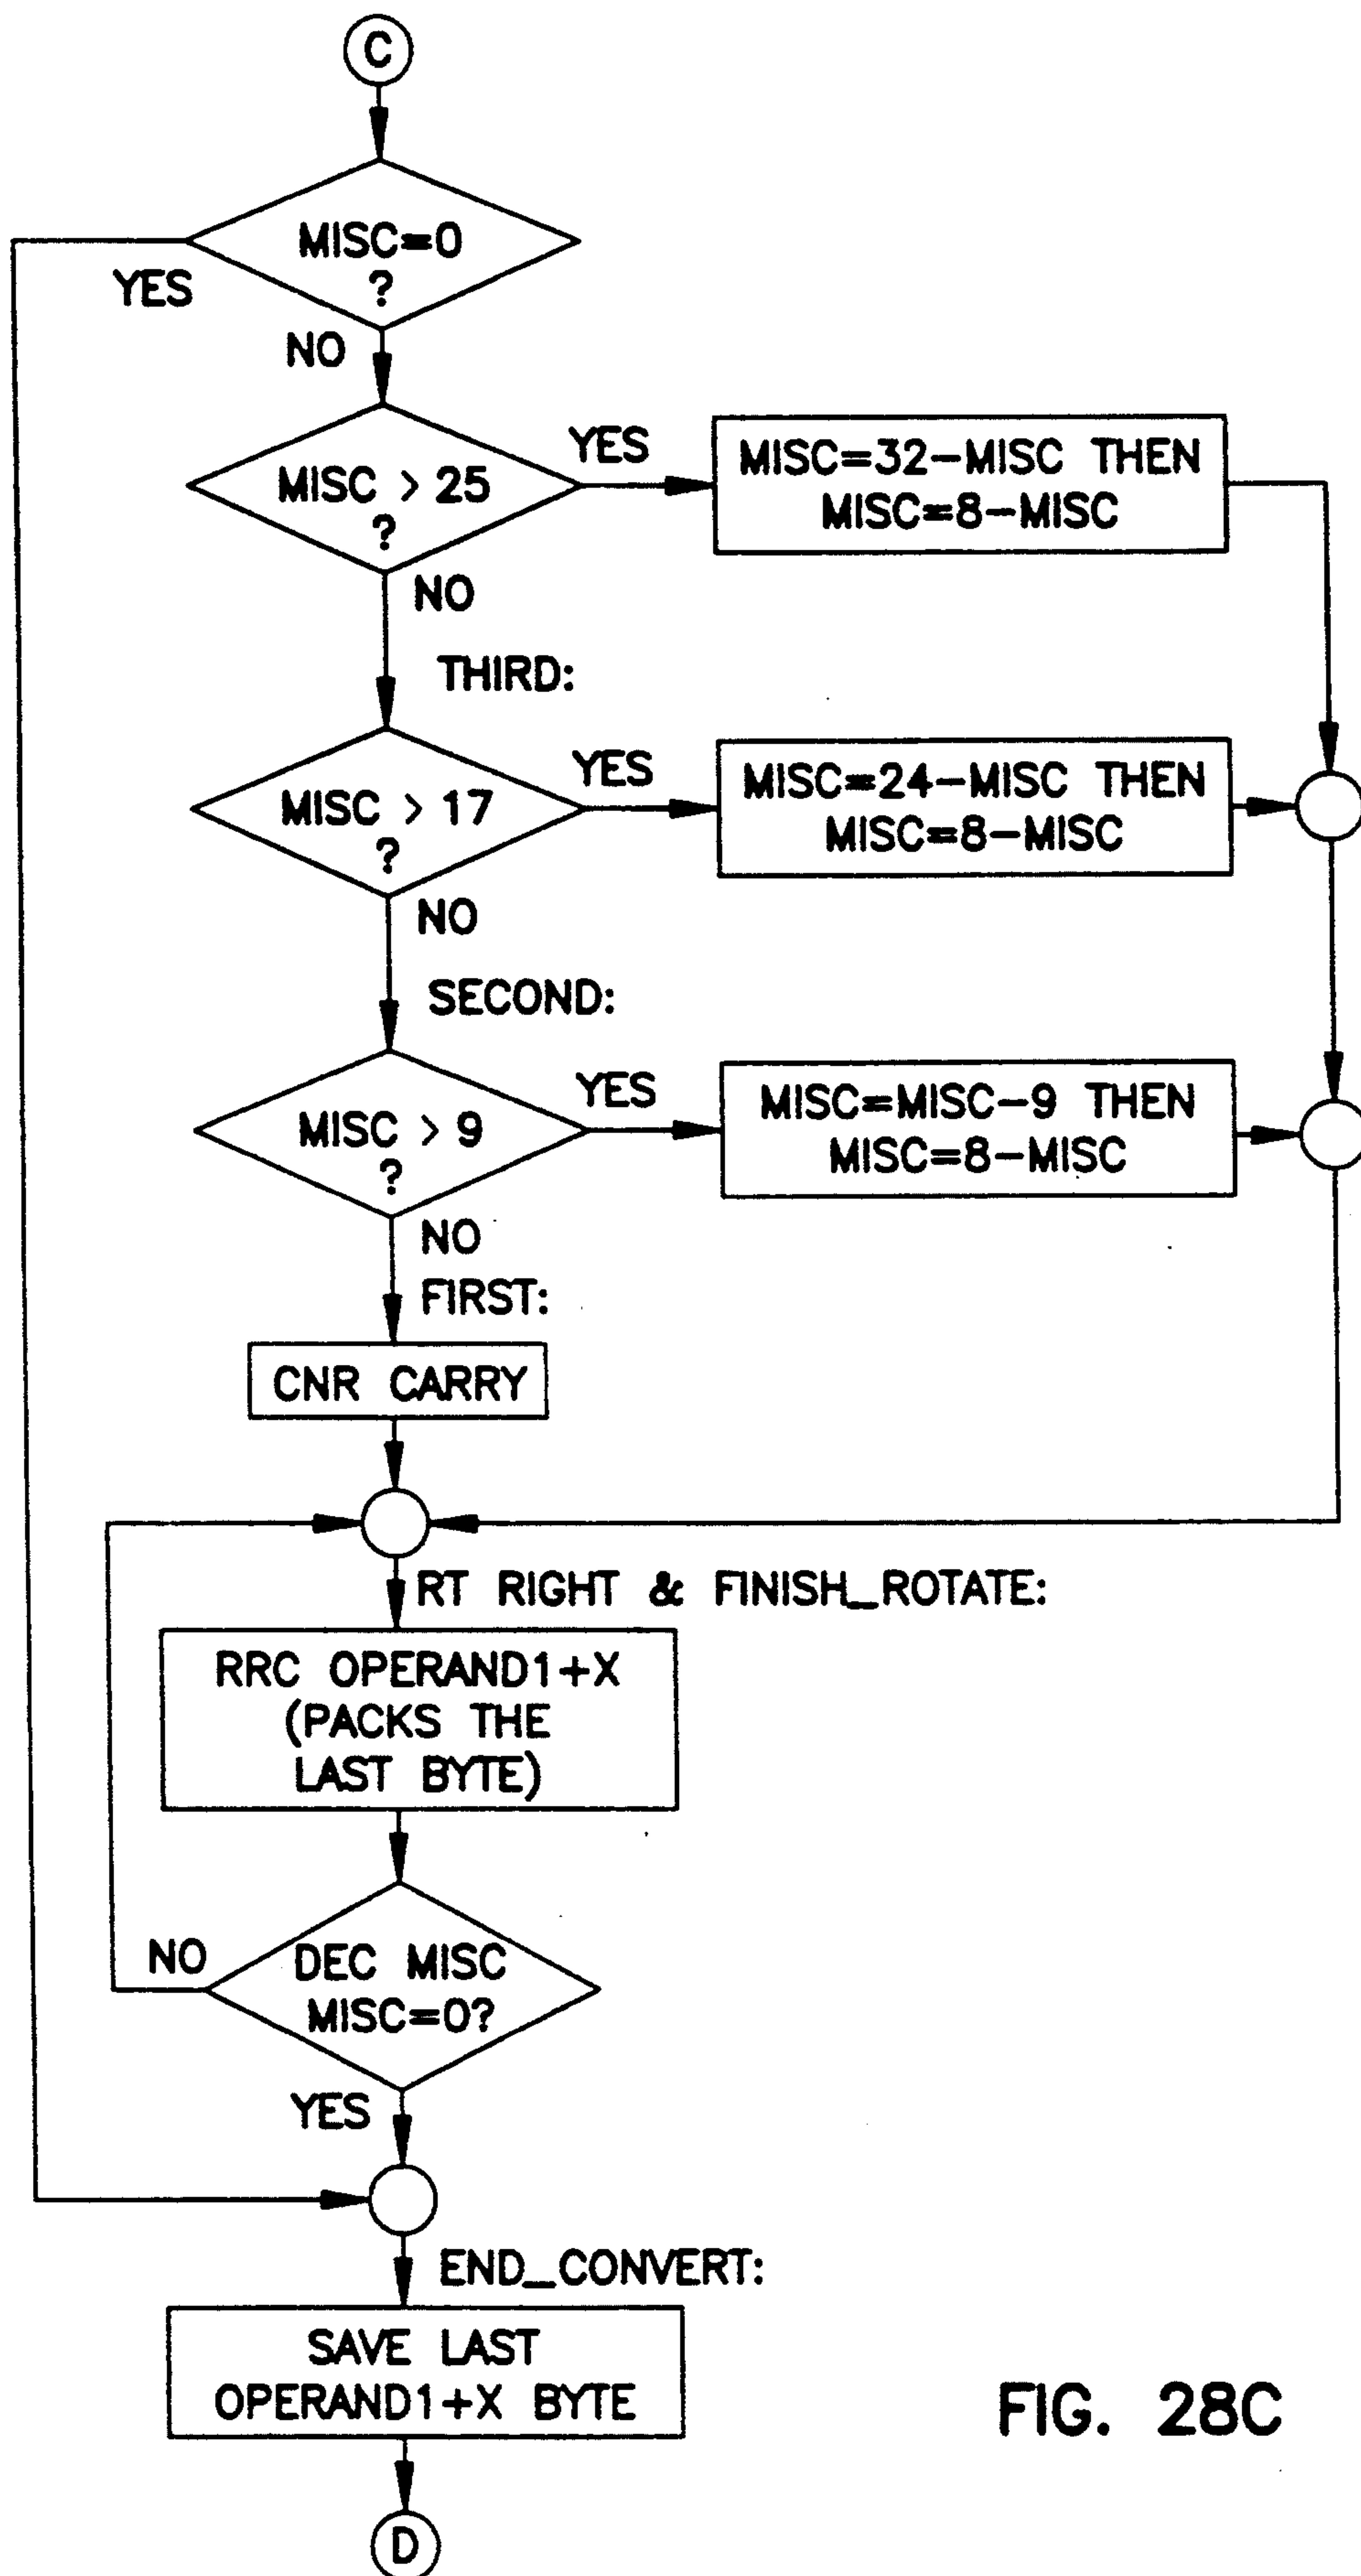 C
MISC=0
?
YES
NO
MISC > 25
?
YES
MISC=32-MISC THEN
MISC=8-MISC
NO
THIRD:
MISC > 17
?
YES
MISC=24-MISC THEN
MISC=8-MISC
NO
SECOND:
MISC > 9
?
YES
MISC=MISC-9 THEN
MISC=8-MISC
NO
FIRST:
CNR CARRY
RT RIGHT & FINISH_ROTATE:
RRC OPERAND1+X
(PACKS THE
LAST BYTE)
NO
DEC MISC
MISC=0?
YES
END_CONVERT:
SAVE LAST
OPERAND1+X BYTE
D
FIG. 28C